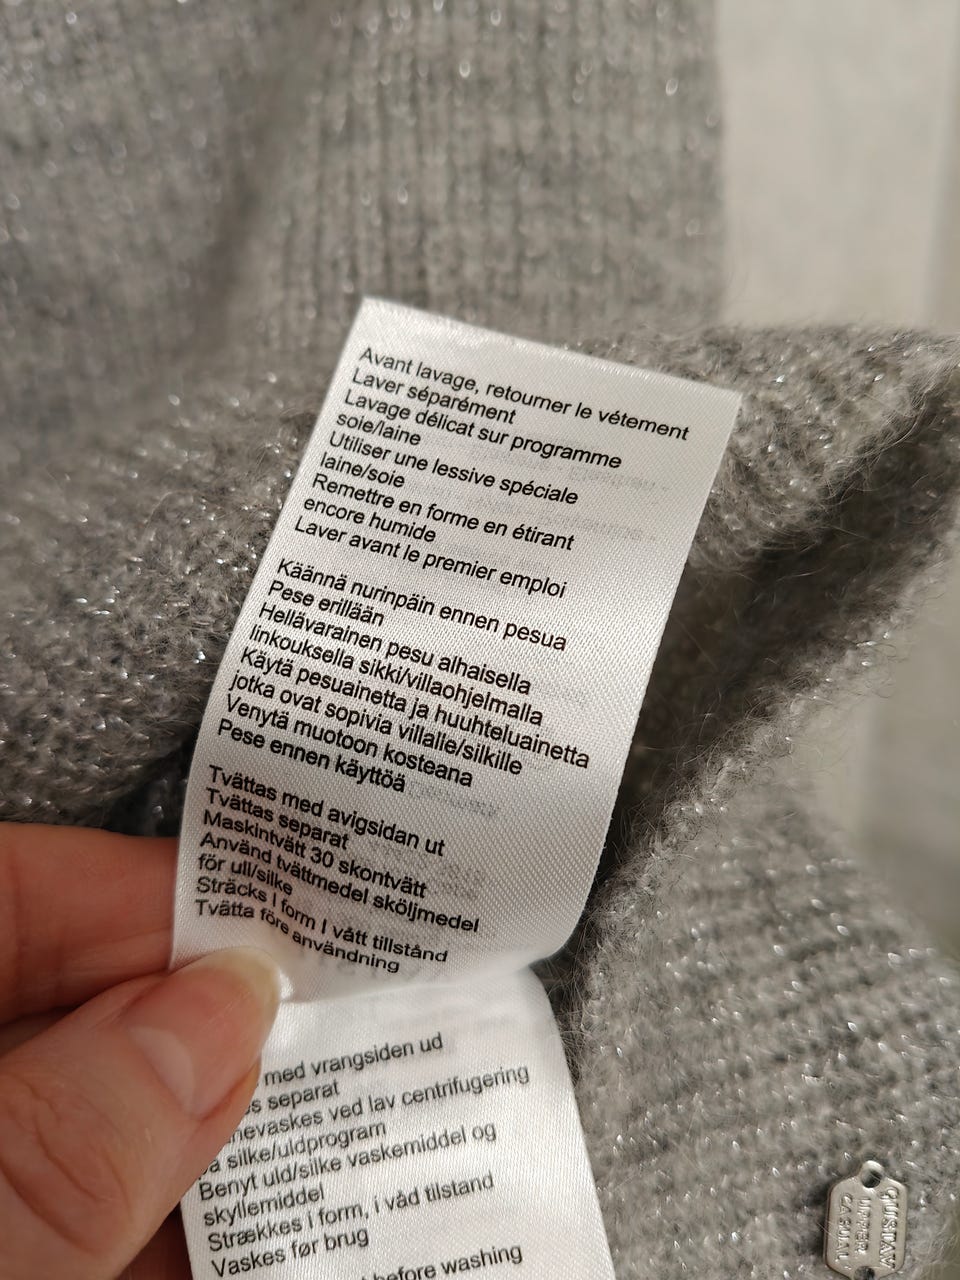 Avant lavage, retourner le vétement
Laver séparément
Lavage délicat sur programme
soie/laine
Utiliser une lessive spéciale
laine/soie
Remettre en forme en étirant
encore humide
Laver avant le premier emploi
Käännä nurinpäin ennen pesua
Pese erillään
Hellävarainen pesu alhaisella
linkouksella sikki/villaohjelmalla
Käytä pesuainetta ja huuhteluainetta
jotka ovat sopivia villalle/silkille
Venytä muotoon kosteana
Pese ennen käyttöä
Tvättas med avigsidan ut
Tvättas separat
Maskintvätt 30 skontvätt
Använd tvättmedel sköljmedel
för ull/silke
Sträcks I form I vått tillstånd
Tvätta före användning
med vrangsiden ud
separat
ved lav centrifugering
silke/uldprogram
Benyt uld/silke vaskemiddel og
skyllemiddel
Strækkes i form, i våd tilstand
Vaskes før brug
before washing
GUSTAV
UPPER
CASUAL